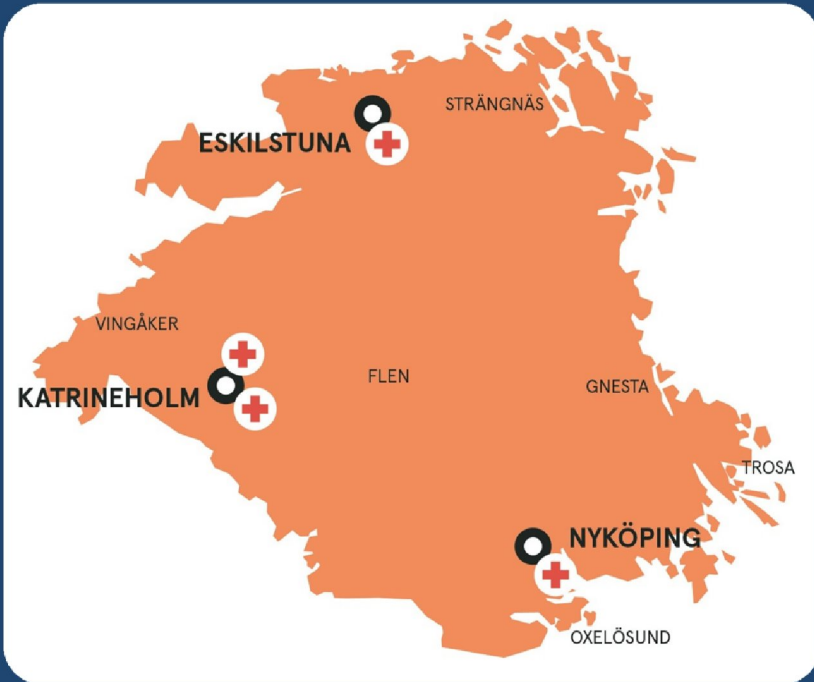 STRÄNGNÄS
ESKILSTUNA
VINGÅKER
FLEN
GNESTA
KATRINEHOLM
TROSA
NYKÖPING
OXELÖSUND